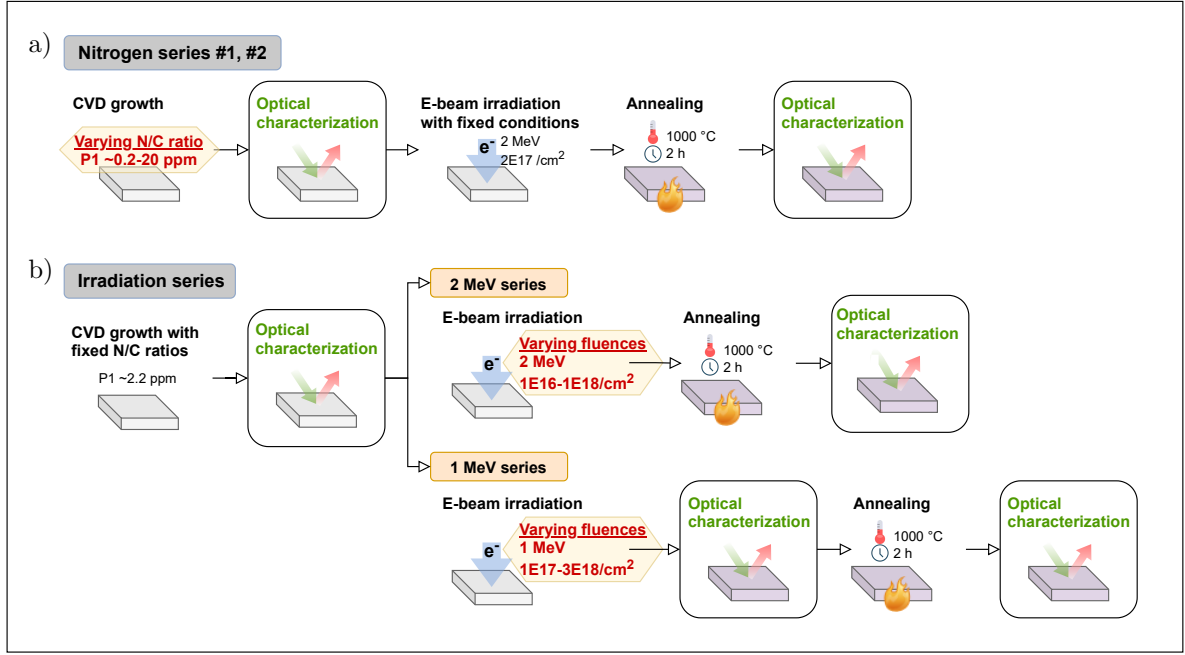 a)
Nitrogen series #1, #2
CVD growth
Varying N/C ratio
P1 ~0.2-20 ppm
Optical
characterization
E-beam irradiation
with fixed conditions
e-
2 MeV
2E17 /cm2
Annealing
1000 °C
2 h
Optical
characterization
b)
Irradiation series
CVD growth with
fixed N/C ratios
P1 ~2.2 ppm
Optical
characterization
2 MeV series
E-beam irradiation
e-
Varying fluences
2 MeV
1E16-1E18/cm2
Annealing
1000 °C
2 h
Optical
characterization
1 MeV series
E-beam irradiation
e-
Varying fluences
1 MeV
1E17-3E18/cm2
Optical
characterization
Annealing
1000 °C
2 h
Optical
characterization